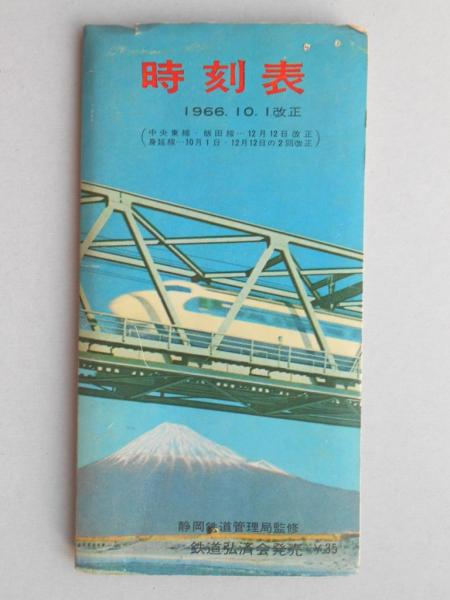 時刻表
1966.10.1改正
(中央東線・飯田線…12月12日改正
身延線…10月1日・12月12日の2回改正)
静岡鉄道管理局監修
鉄道弘済会発売 ¥35